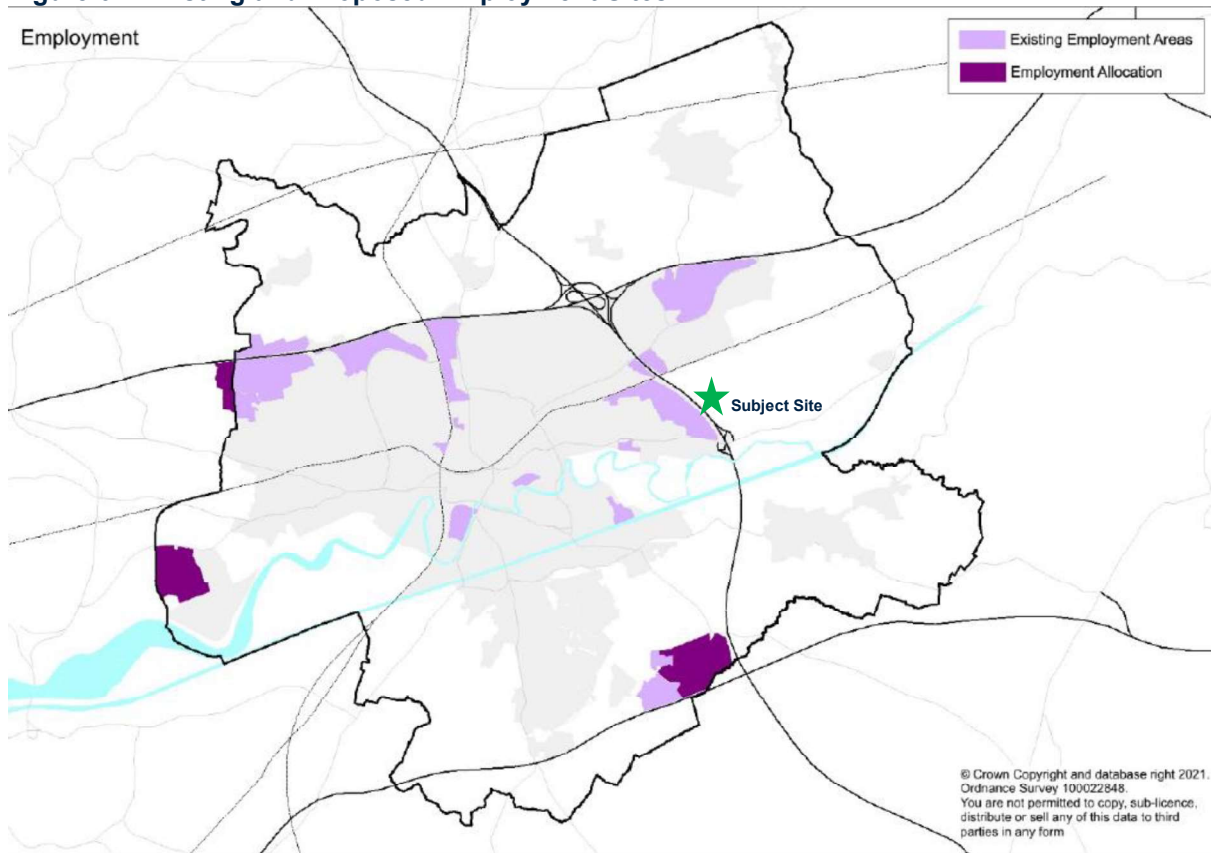 Employment
Existing Employment Areas
Employment Allocation
Subject Site
© Crown Copyright and database right 2021.
Ordnance Survey 100022848.
You are not permitted to copy, sub-licence,
distribute or sell any of this data to third
parties in any form